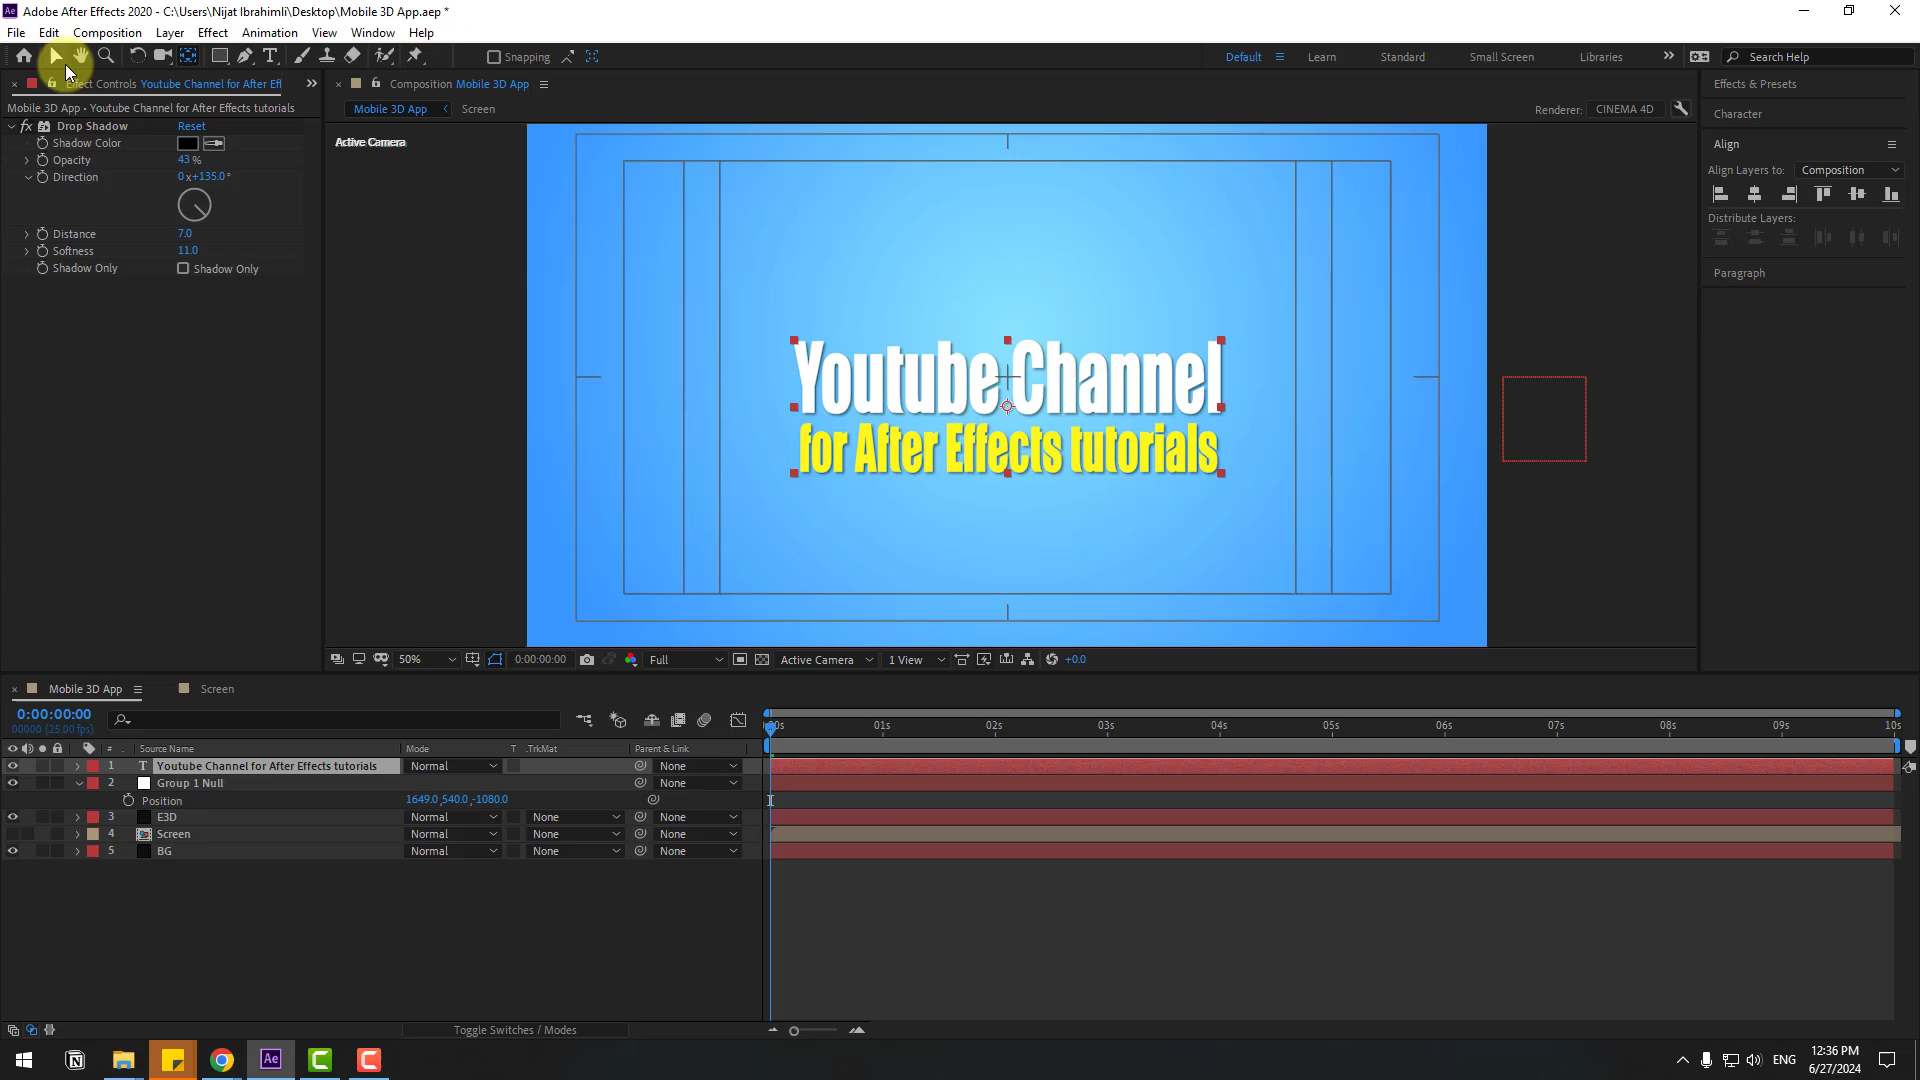 Adobe After Effects 2020 - C:\Users\Nijat Ibrahimli\Desktop\Mobile 3D App.aep *
File Edit Composition Layer Effect Animation View Window Help
Snapping Default Learn Standard Small Screen Libraries Search Help
Effect Controls Youtube Channel for After Eff
Mobile 3D App • Youtube Channel for After Effects tutorials
fx Drop Shadow Reset
Shadow Color
Opacity 43 %
Direction 0x+135.0°
Distance 7.0
Softness 11.0
Shadow Only Shadow Only
Composition Mobile 3D App
Mobile 3D App Screen Renderer: CINEMA 4D
Active Camera
Youtube Channel
for After Effects tutorials
50% 0:00:00:00 Full Active Camera 1 View +0.0
Effects & Presets
Character
Align
Align Layers to: Composition
Distribute Layers:
Paragraph
Mobile 3D App Screen
0:00:00:00
00000 (25.00 fps)
01s 02s 03s 04s 05s 06s 07s 08s 09s 10s
# Source Name Mode T .TrkMat Parent & Link
1 T Youtube Channel for After Effects tutorials Normal None
2 Group 1 Null Normal None
Position 1649.0,540.0,-1080.0
3 E3D Normal None None
4 Screen Normal None None
5 BG Normal None None
Toggle Switches / Modes
ENG 12:36 PM
6/27/2024